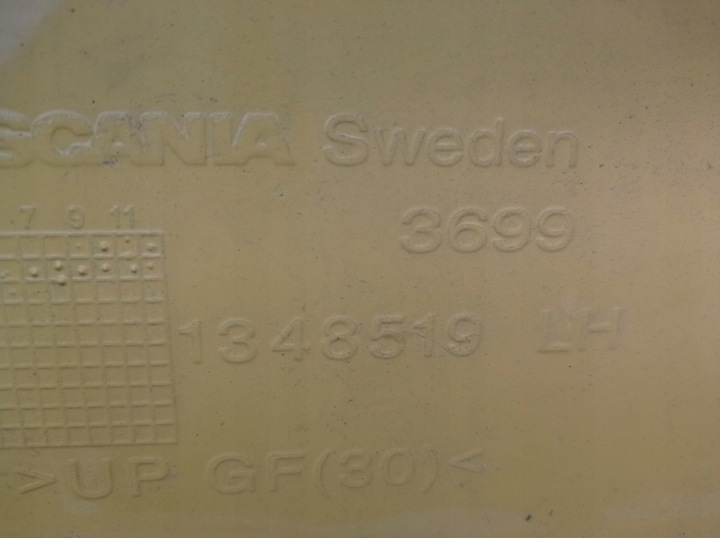 SCANIA Sweden
7 9 11
3699
1348519 LH
>UP GF(30)<